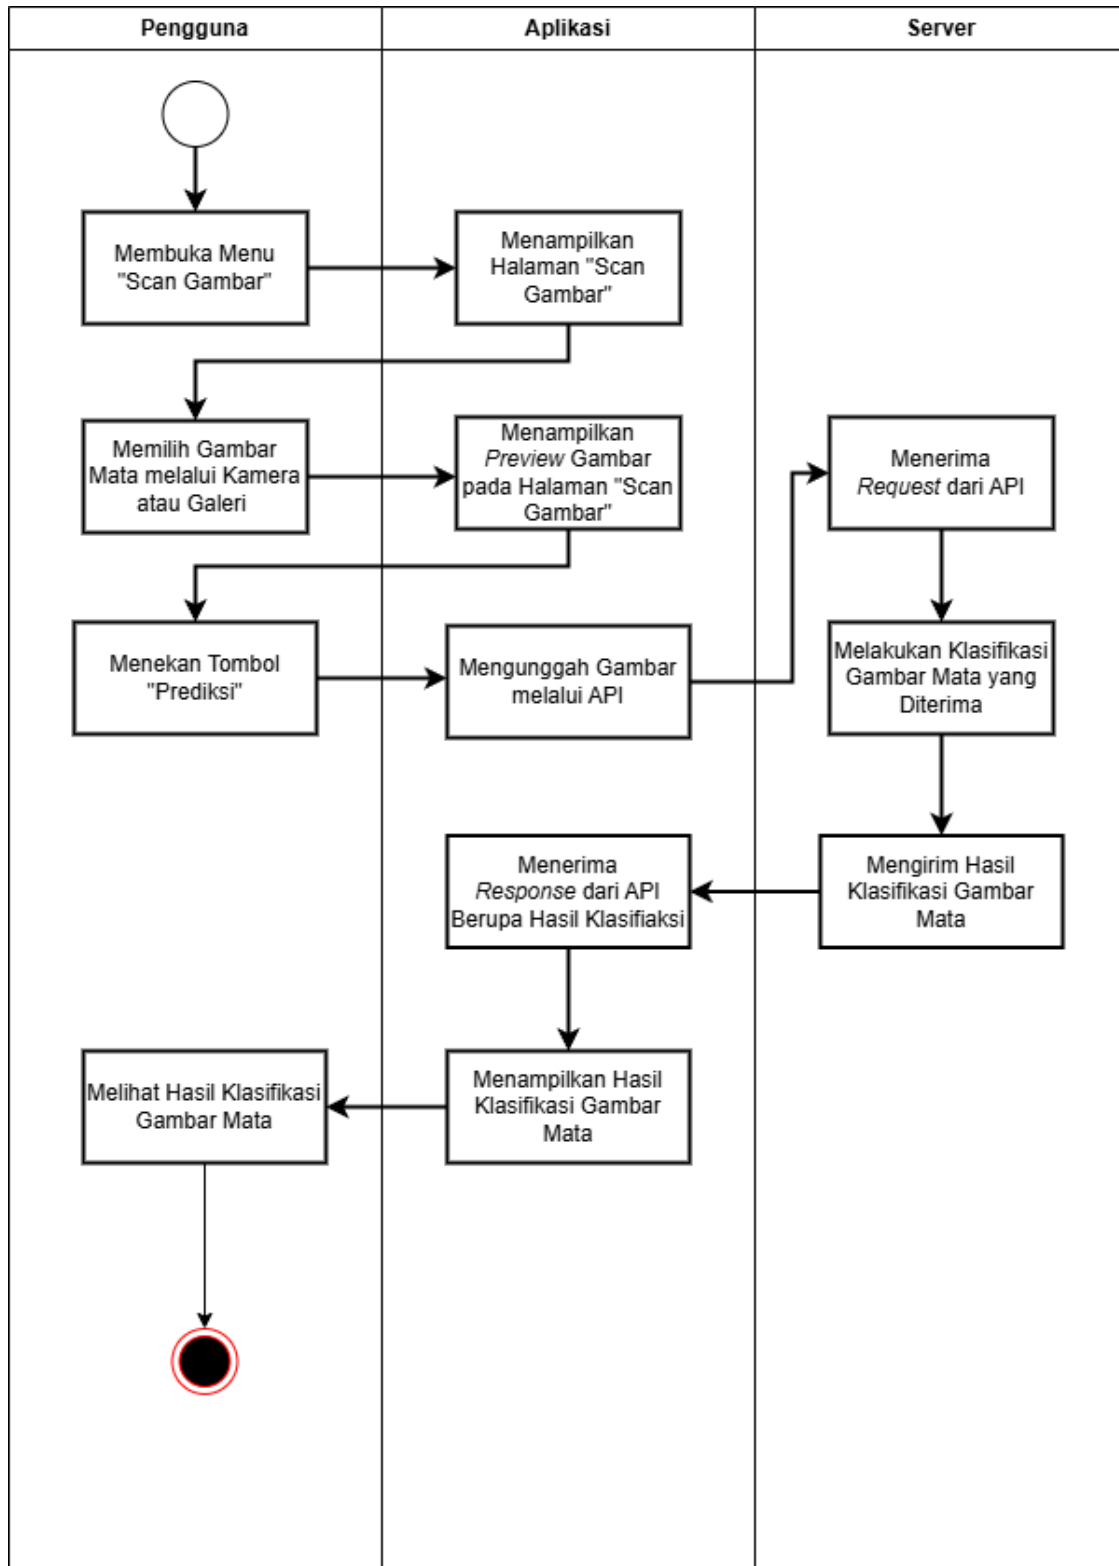 Pengguna
Aplikasi
Server
Membuka Menu
"Scan Gambar"
Menampilkan
Halaman "Scan
Gambar"
Memilih Gambar
Mata melalui Kamera
atau Galeri
Menampilkan
Preview Gambar
pada Halaman "Scan
Gambar"
Menerima
Request dari API
Menekan Tombol
"Prediksi"
Mengunggah Gambar
melalui API
Melakukan Klasifikasi
Gambar Mata yang
Diterima
Menerima
Response dari API
Berupa Hasil Klasifiaksi
Mengirim Hasil
Klasifikasi Gambar
Mata
Melihat Hasil Klasifikasi
Gambar Mata
Menampilkan Hasil
Klasifikasi Gambar
Mata